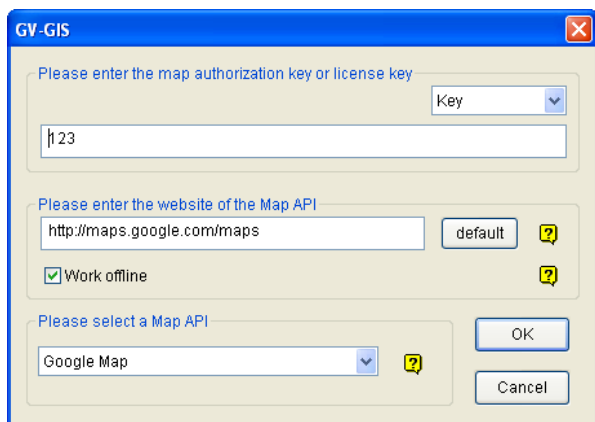 GV-GIS
Please enter the map authorization key or license key
Key
123
Please enter the website of the Map API
http://maps.google.com/maps
default
Work offline
Please select a Map API
Google Map
OK
Cancel